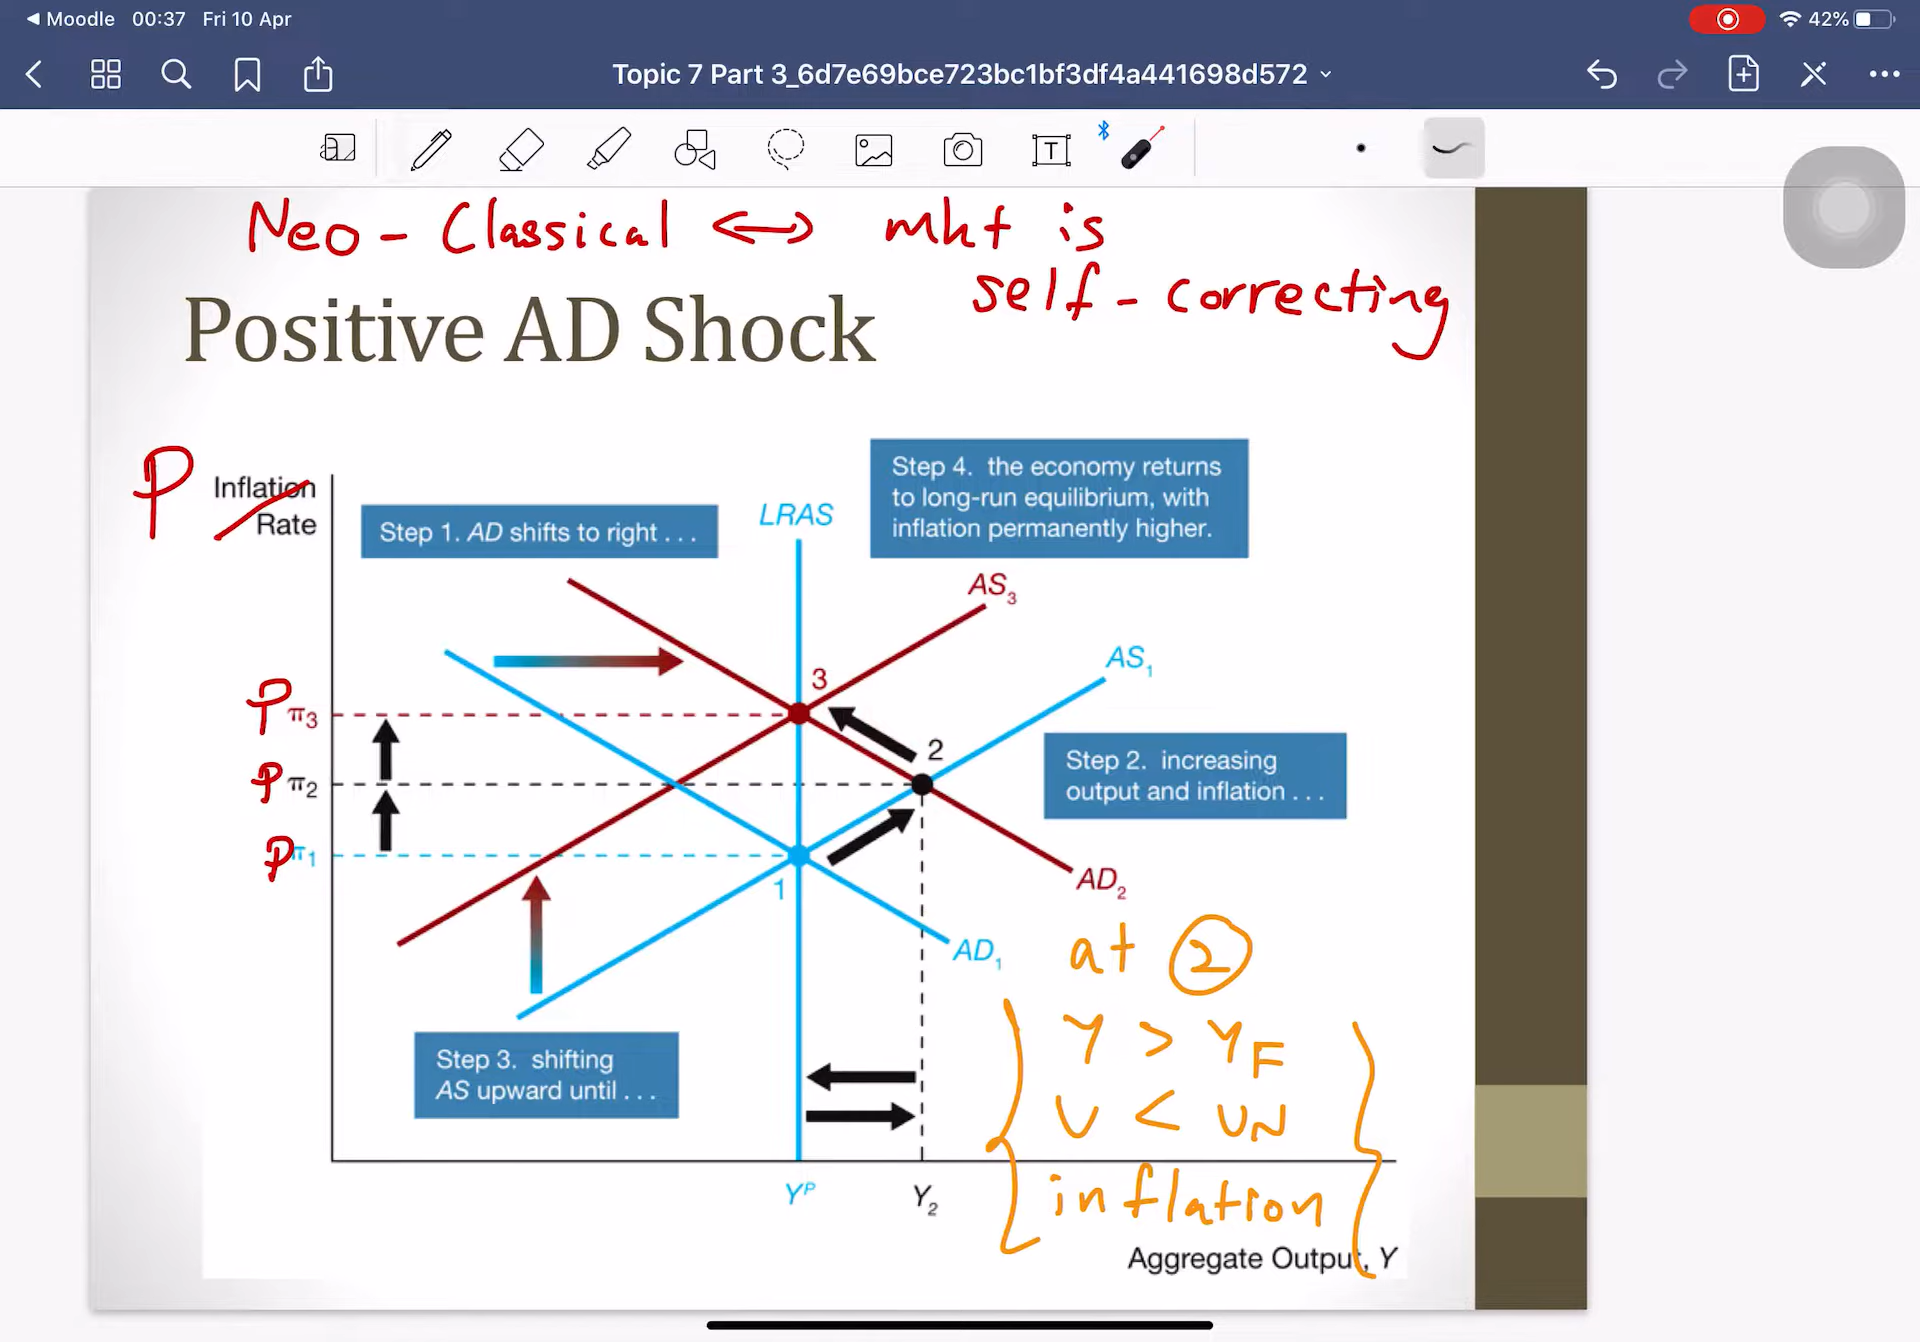 ◀ Moodle 00:37 Fri 10 Apr
42%
Topic 7 Part 3_6d7e69bce723bc1bf3df4a441698d572
a
T
Neo - Classical <-> mkt is
self - correcting
Positive AD Shock
P
Inflation
Rate
Step 1. AD shifts to right . . .
LRAS
Step 4. the economy returns
to long-run equilibrium, with
inflation permanently higher.
AS3
AS1
3
P π3
2
P π2
Step 2. increasing
output and inflation . . .
P π1
1
AD2
AD1
at 2
Y > YF
Step 3. shifting
AS upward until . . .
U < UN
inflation
YP
Y2
Aggregate Output, Y